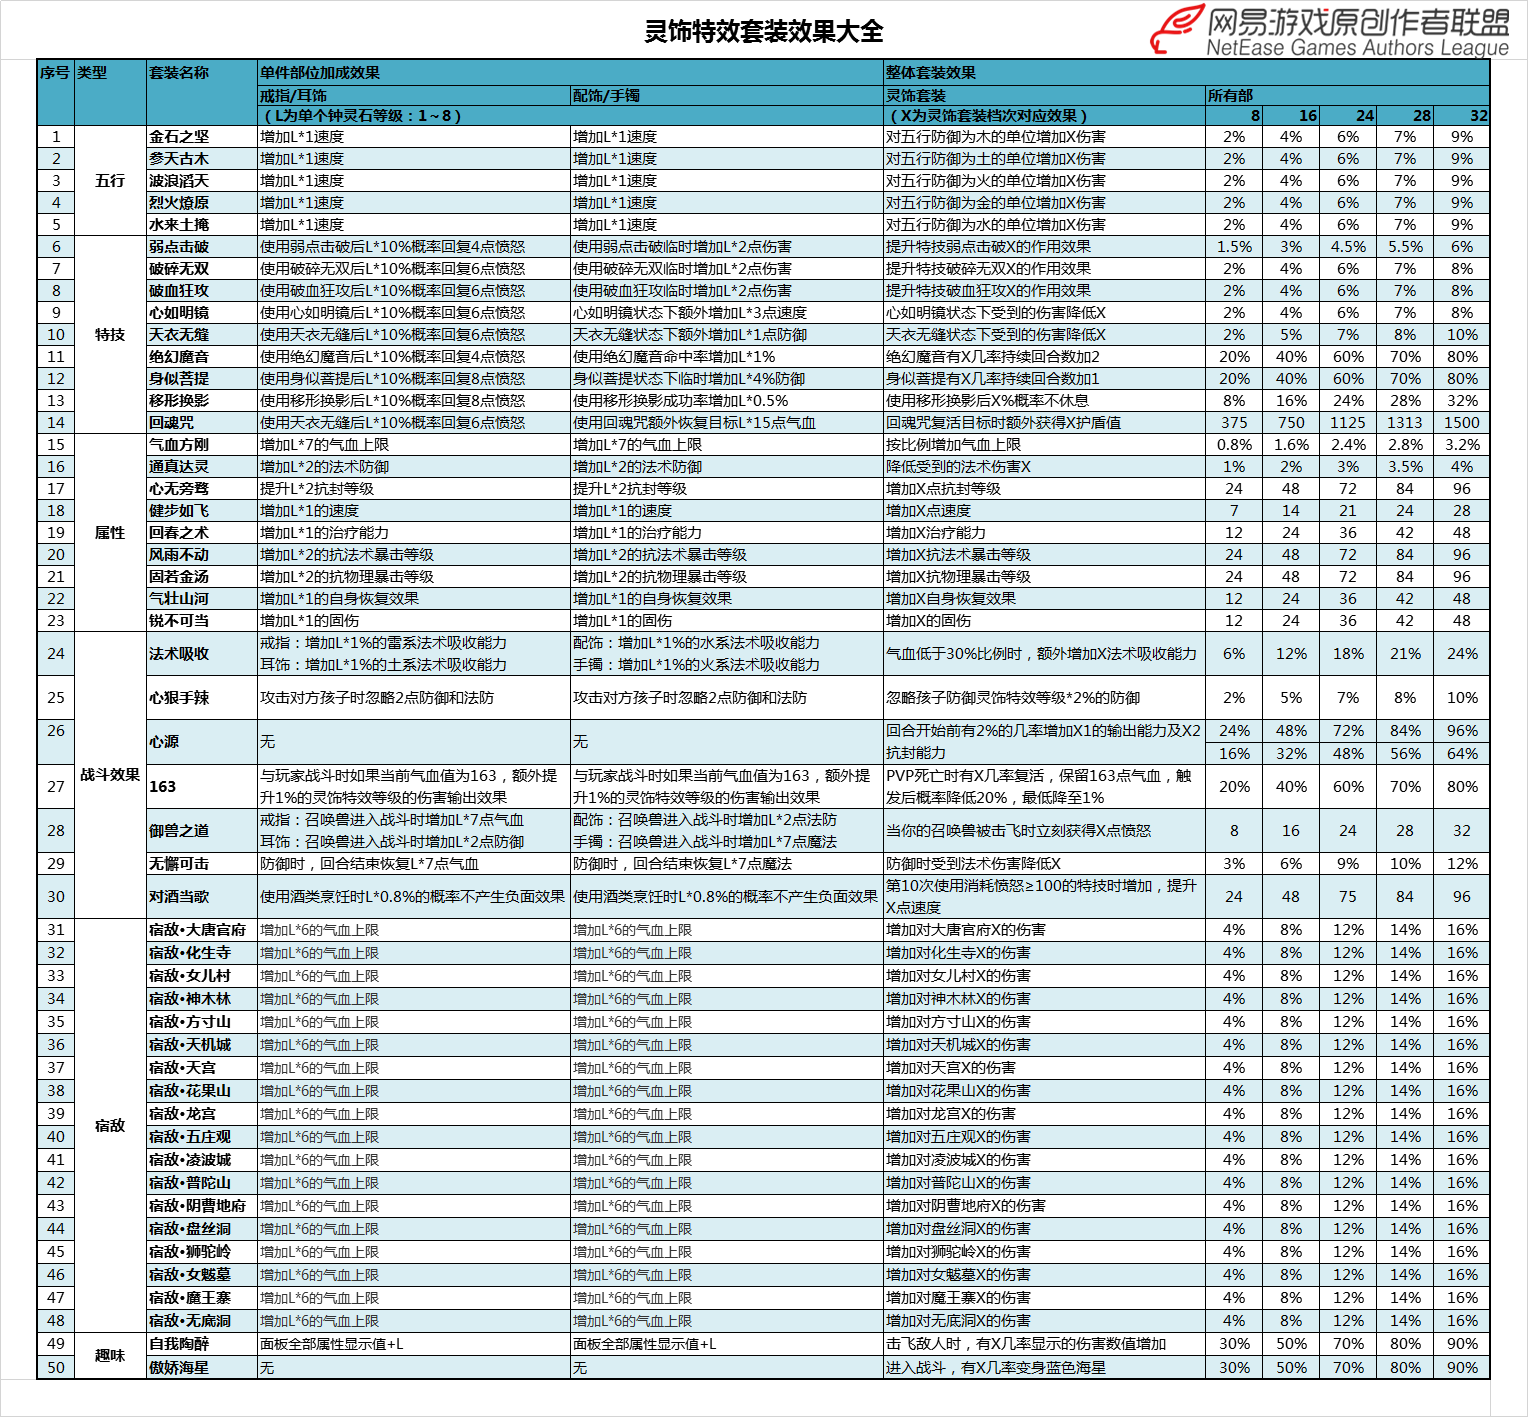 灵饰特效套装效果大全
网易游戏原创作者联盟
NetEase Games Authors League
序号 类型 套装名称 单件部位加成效果 整体套装效果
戒指/耳饰 配饰/手镯 灵饰套装 所有部
（L为单个钟灵石等级：1～8） （X为灵饰套装档次对应效果） 8 16 24 28 32
1 金石之坚 增加L*1速度 增加L*1速度 对五行防御为木的单位增加X伤害 2% 4% 6% 7% 9%
2 参天古木 增加L*1速度 增加L*1速度 对五行防御为土的单位增加X伤害 2% 4% 6% 7% 9%
3 五行 波浪滔天 增加L*1速度 增加L*1速度 对五行防御为火的单位增加X伤害 2% 4% 6% 7% 9%
4 烈火燎原 增加L*1速度 增加L*1速度 对五行防御为金的单位增加X伤害 2% 4% 6% 7% 9%
5 水来土掩 增加L*1速度 增加L*1速度 对五行防御为水的单位增加X伤害 2% 4% 6% 7% 9%
6 弱点击破 使用弱点击破后L*10%概率回复4点愤怒 使用弱点击破临时增加L*2点伤害 提升特技弱点击破X的作用效果 1.5% 3% 4.5% 5.5% 6%
7 破碎无双 使用破碎无双后L*10%概率回复6点愤怒 使用破碎无双临时增加L*2点伤害 提升特技破碎无双X的作用效果 2% 4% 6% 7% 8%
8 破血狂攻 使用破血狂攻后L*10%概率回复6点愤怒 使用破血狂攻临时增加L*2点伤害 提升特技破血狂攻X的作用效果 2% 4% 6% 7% 8%
9 心如明镜 使用心如明镜后L*10%概率回复6点愤怒 心如明镜状态下额外增加L*3点速度 心如明镜状态下受到的伤害降低X 2% 4% 6% 7% 8%
10 特技 天衣无缝 使用天衣无缝后L*10%概率回复6点愤怒 天衣无缝状态下额外增加L*1点防御 天衣无缝状态下受到的伤害降低X 2% 5% 7% 8% 10%
11 绝幻魔音 使用绝幻魔音后L*10%概率回复4点愤怒 使用绝幻魔音命中率增加L*1% 绝幻魔音有X几率持续回合数加2 20% 40% 60% 70% 80%
12 身似菩提 使用身似菩提后L*10%概率回复8点愤怒 身似菩提状态下临时增加L*4%防御 身似菩提有X几率持续回合数加1 20% 40% 60% 70% 80%
13 移形换影 使用移形换影后L*10%概率回复8点愤怒 使用移形换影成功率增加L*0.5% 使用移形换影后X%概率不休息 8% 16% 24% 28% 32%
14 回魂咒 使用天衣无缝后L*10%概率回复6点愤怒 使用回魂咒额外恢复目标L*15点气血 回魂咒复活目标时额外获得X护盾值 375 750 1125 1313 1500
15 气血方刚 增加L*7的气血上限 增加L*7的气血上限 按比例增加气血上限 0.8% 1.6% 2.4% 2.8% 3.2%
16 通真达灵 增加L*2的法术防御 增加L*2的法术防御 降低受到的法术伤害X 1% 2% 3% 3.5% 4%
17 心无旁骛 提升L*2抗封等级 提升L*2抗封等级 增加X点抗封等级 24 48 72 84 96
18 健步如飞 增加L*1的速度 增加L*1的速度 增加X点速度 7 14 21 24 28
19 属性 回春之术 增加L*1的治疗能力 增加L*1的治疗能力 增加X治疗能力 12 24 36 42 48
20 风雨不动 增加L*2的抗法术暴击等级 增加L*2的抗法术暴击等级 增加X抗法术暴击等级 24 48 72 84 96
21 固若金汤 增加L*2的抗物理暴击等级 增加L*2的抗物理暴击等级 增加X抗物理暴击等级 24 48 72 84 96
22 气壮山河 增加L*1的自身恢复效果 增加L*1的自身恢复效果 增加X自身恢复效果 12 24 36 42 48
23 锐不可当 增加L*1的固伤 增加L*1的固伤 增加X的固伤 12 24 36 42 48
戒指：增加L*1%的雷系法术吸收能力 配饰：增加L*1%的水系法术吸收能力
24 法术吸收 气血低于30%比例时，额外增加X法术吸收能力 6% 12% 18% 21% 24%
耳饰：增加L*1%的土系法术吸收能力 手镯：增加L*1%的火系法术吸收能力
25 心狠手辣 攻击对方孩子时忽略2点防御和法防 攻击对方孩子时忽略2点防御和法防 忽略孩子防御灵饰特效等级*2%的防御 2% 5% 7% 8% 10%
26 回合开始前有2%的几率增加X1的输出能力及X2 24% 48% 72% 84% 96%
心源 无 无
抗封能力 16% 32% 48% 56% 64%
战斗效果
与玩家战斗时如果当前气血值为163，额外提 与玩家战斗时如果当前气血值为163，额外提 PVP死亡时有X几率复活，保留163点气血，触
27 163 20% 40% 60% 70% 80%
升1%的灵饰特效等级的伤害输出效果 升1%的灵饰特效等级的伤害输出效果 发后概率降低20%，最低降至1%
戒指：召唤兽进入战斗时增加L*7点气血 配饰：召唤兽进入战斗时增加L*2点法防
28 御兽之道 当你的召唤兽被击飞时立刻获得X点愤怒 8 16 24 28 32
耳饰：召唤兽进入战斗时增加L*2点防御 手镯：召唤兽进入战斗时增加L*7点魔法
29 无懈可击 防御时，回合结束恢复L*7点气血 防御时，回合结束恢复L*7点魔法 防御时受到法术伤害降低X 3% 6% 9% 10% 12%
第10次使用消耗愤怒≥100的特技时增加，提升
30 对酒当歌 使用酒类烹饪时L*0.8%的概率不产生负面效果 使用酒类烹饪时L*0.8%的概率不产生负面效果 24 48 75 84 96
X点速度
31 宿敌•大唐官府 增加L*6的气血上限 增加L*6的气血上限 增加对大唐官府X的伤害 4% 8% 12% 14% 16%
32 宿敌•化生寺 增加L*6的气血上限 增加L*6的气血上限 增加对化生寺X的伤害 4% 8% 12% 14% 16%
33 宿敌•女儿村 增加L*6的气血上限 增加L*6的气血上限 增加对女儿村X的伤害 4% 8% 12% 14% 16%
34 宿敌•神木林 增加L*6的气血上限 增加L*6的气血上限 增加对神木林X的伤害 4% 8% 12% 14% 16%
35 宿敌•方寸山 增加L*6的气血上限 增加L*6的气血上限 增加对方寸山X的伤害 4% 8% 12% 14% 16%
36 宿敌•天机城 增加L*6的气血上限 增加L*6的气血上限 增加对天机城X的伤害 4% 8% 12% 14% 16%
37 宿敌•天宫 增加L*6的气血上限 增加L*6的气血上限 增加对天宫X的伤害 4% 8% 12% 14% 16%
38 宿敌•花果山 增加L*6的气血上限 增加L*6的气血上限 增加对花果山X的伤害 4% 8% 12% 14% 16%
39 宿敌•龙宫 增加L*6的气血上限 增加L*6的气血上限 增加对龙宫X的伤害 4% 8% 12% 14% 16%
宿敌
40 宿敌•五庄观 增加L*6的气血上限 增加L*6的气血上限 增加对五庄观X的伤害 4% 8% 12% 14% 16%
41 宿敌•凌波城 增加L*6的气血上限 增加L*6的气血上限 增加对凌波城X的伤害 4% 8% 12% 14% 16%
42 宿敌•普陀山 增加L*6的气血上限 增加L*6的气血上限 增加对普陀山X的伤害 4% 8% 12% 14% 16%
43 宿敌•阴曹地府 增加L*6的气血上限 增加L*6的气血上限 增加对阴曹地府X的伤害 4% 8% 12% 14% 16%
44 宿敌•盘丝洞 增加L*6的气血上限 增加L*6的气血上限 增加对盘丝洞X的伤害 4% 8% 12% 14% 16%
45 宿敌•狮驼岭 增加L*6的气血上限 增加L*6的气血上限 增加对狮驼岭X的伤害 4% 8% 12% 14% 16%
46 宿敌•女魃墓 增加L*6的气血上限 增加L*6的气血上限 增加对女魃墓X的伤害 4% 8% 12% 14% 16%
47 宿敌•魔王寨 增加L*6的气血上限 增加L*6的气血上限 增加对魔王寨X的伤害 4% 8% 12% 14% 16%
48 宿敌•无底洞 增加L*6的气血上限 增加L*6的气血上限 增加对无底洞X的伤害 4% 8% 12% 14% 16%
49 自我陶醉 面板全部属性显示值+L 面板全部属性显示值+L 击飞敌人时，有X几率显示的伤害数值增加 30% 50% 70% 80% 90%
趣味
50 傲娇海星 无 无 进入战斗，有X几率变身蓝色海星 30% 50% 70% 80% 90%